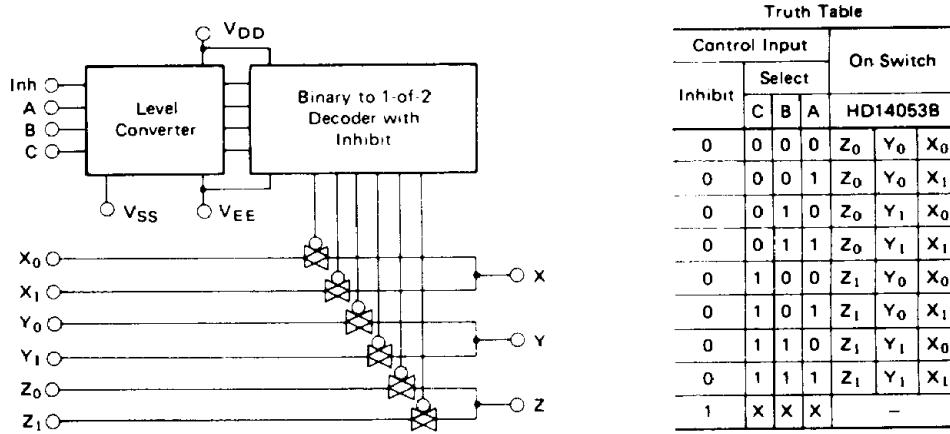 VDD
Inh
A
B
C
Level
Converter
Binary to 1-of-2
Decoder with
Inhibit
VSS
VEE
X0
X1
Y0
Y1
Z0
Z1
X
Y
Z
Truth Table
Control Input
On Switch
Select
Inhibit
C B A HD14053B
0 0 0 0 Z0 Y0 X0
0 0 0 1 Z0 Y0 X1
0 0 1 0 Z0 Y1 X0
0 0 1 1 Z0 Y1 X1
0 1 0 0 Z1 Y0 X0
0 1 0 1 Z1 Y0 X1
0 1 1 0 Z1 Y1 X0
0 1 1 1 Z1 Y1 X1
1 X X X –